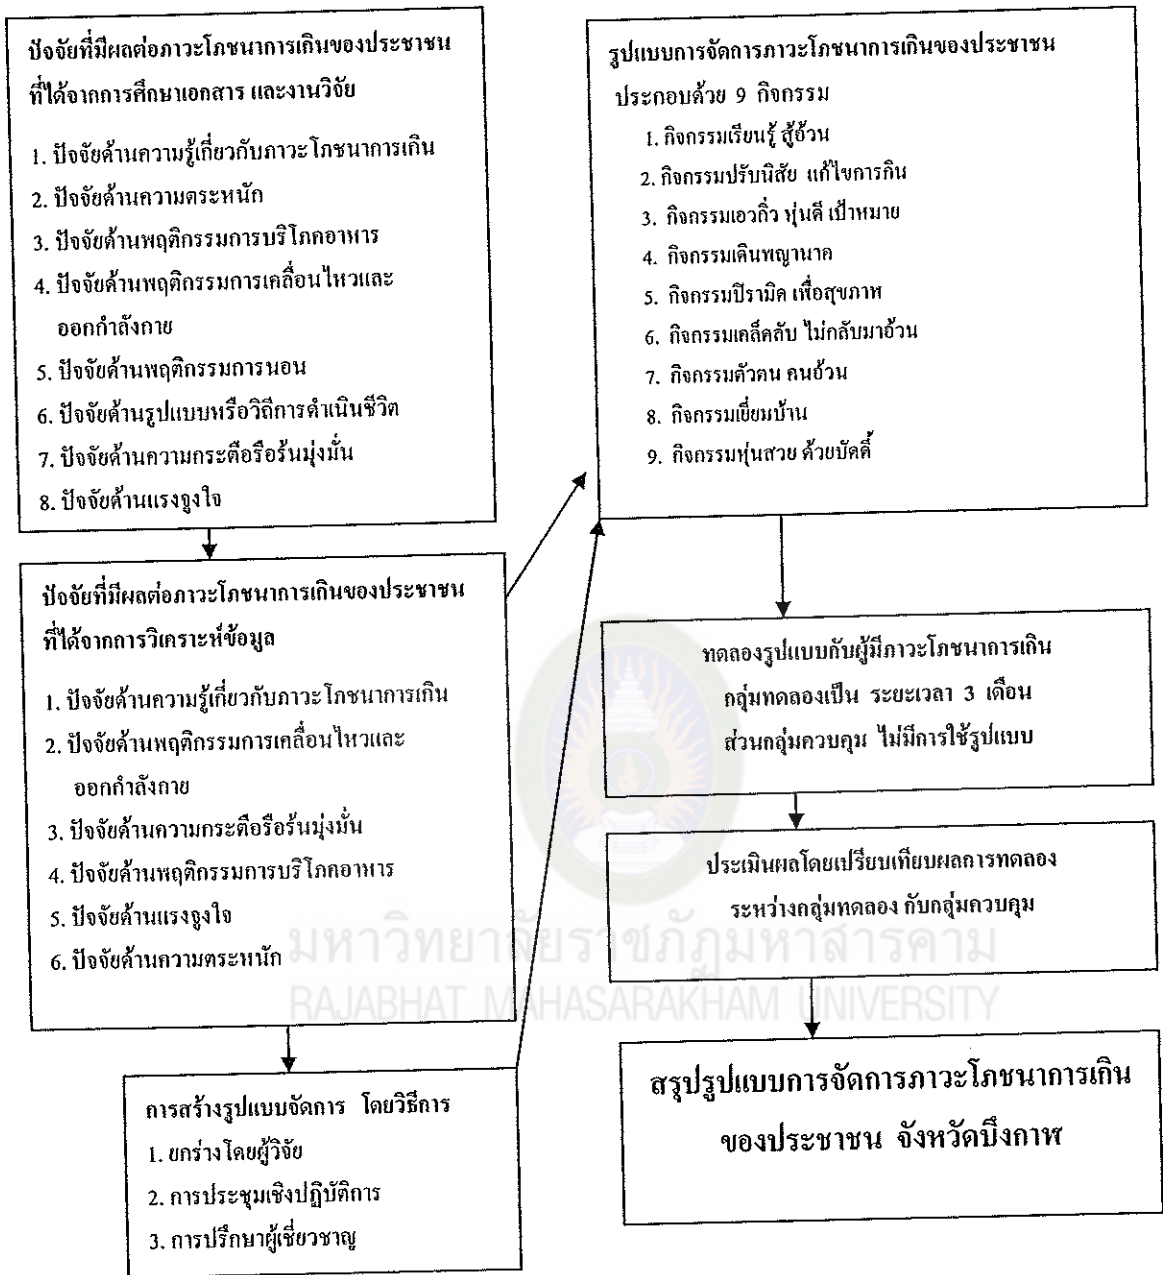 ปัจจัยที่มีผลต่อภาวะโภชนาการเกินของประชาชน
ที่ได้จากการศึกษาเอกสาร และงานวิจัย
1. ปัจจัยด้านความรู้เกี่ยวกับภาวะโภชนาการเกิน
2. ปัจจัยด้านความตระหนัก
3. ปัจจัยด้านพฤติกรรมการบริโภคอาหาร
4. ปัจจัยด้านพฤติกรรมการเคลื่อนไหวและ
ออกกำลังกาย
5. ปัจจัยด้านพฤติกรรมการนอน
6. ปัจจัยด้านรูปแบบหรือวิถีการดำเนินชีวิต
7. ปัจจัยด้านความกระตือรือร้นมุ่งมั่น
8. ปัจจัยด้านแรงจูงใจ
ปัจจัยที่มีผลต่อภาวะโภชนาการเกินของประชาชน
ที่ได้จากการวิเคราะห์ข้อมูล
1. ปัจจัยด้านความรู้เกี่ยวกับภาวะโภชนาการเกิน
2. ปัจจัยด้านพฤติกรรมการเคลื่อนไหวและ
ออกกำลังกาย
3. ปัจจัยด้านความกระตือรือร้นมุ่งมั่น
4. ปัจจัยด้านพฤติกรรมการบริโภคอาหาร
5. ปัจจัยด้านแรงจูงใจ
6. ปัจจัยด้านความตระหนัก
การสร้างรูปแบบจัดการ โดยวิธีการ
1. ยกร่างโดยผู้วิจัย
2. การประชุมเชิงปฏิบัติการ
3. การปรึกษาผู้เชี่ยวชาญ
รูปแบบการจัดการภาวะโภชนาการเกินของประชาชน
ประกอบด้วย 9 กิจกรรม
1. กิจกรรมเรียนรู้ สู้อ้วน
2. กิจกรรมปรับนิสัย แก้ไขการกิน
3. กิจกรรมเอวกิ่ว หุ่นดี เป้าหมาย
4. กิจกรรมเดินพญานาค
5. กิจกรรมปิรามิด เพื่อสุขภาพ
6. กิจกรรมเคล็ดลับ ไม่กลับมาอ้วน
7. กิจกรรมตัวตน คนอ้วน
8. กิจกรรมเยี่ยมบ้าน
9. กิจกรรมหุ่นสวย ด้วยบัดดี้
ทดลองรูปแบบกับผู้มีภาวะโภชนาการเกิน
กลุ่มทดลองเป็น ระยะเวลา 3 เดือน
ส่วนกลุ่มควบคุม ไม่มีการใช้รูปแบบ
ประเมินผลโดยเปรียบเทียบผลการทดลอง
ระหว่างกลุ่มทดลอง กับกลุ่มควบคุม
สรุปรูปแบบการจัดการภาวะโภชนาการเกิน
ของประชาชน จังหวัดบึงกาฬ
มหาวิทยาลัยราชภัฏมหาสารคาม
RAJABHAT MAHASARAKHAM UNIVERSITY